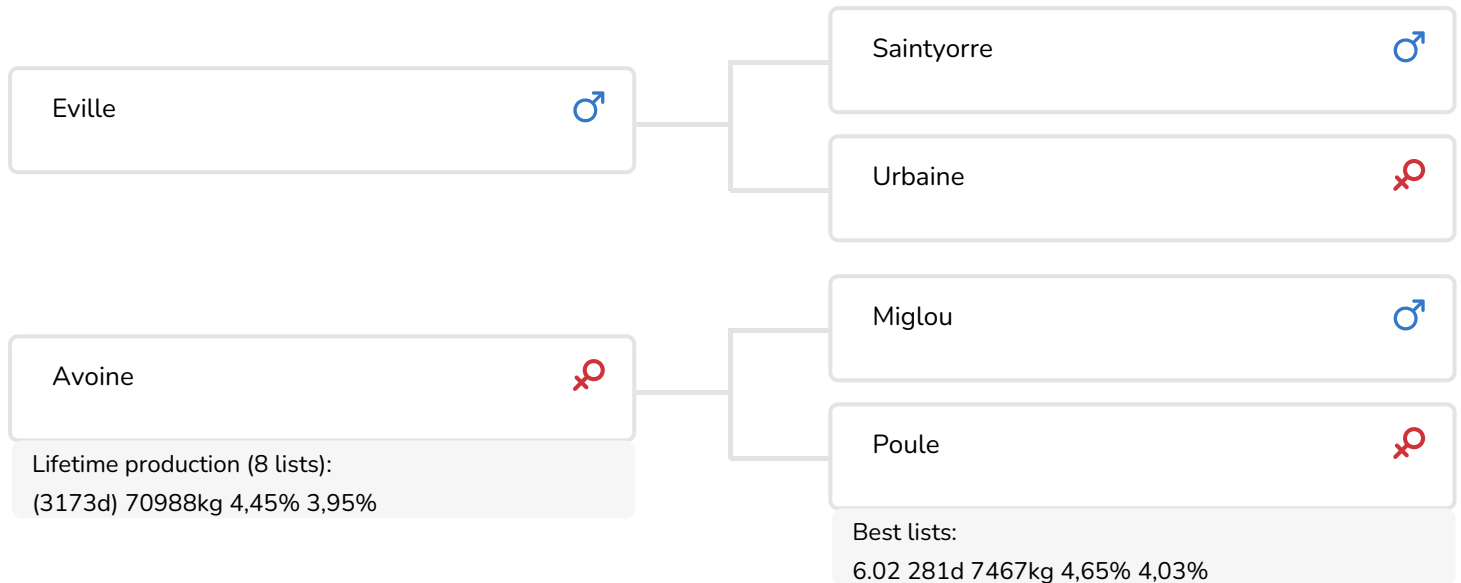 Eville
Saintyorre
Urbaine
Avoine
Lifetime production (8 lists):
(3173d) 70988kg 4,45% 3,95%
Miglou
Poule
Best lists:
6.02 281d 7467kg 4,65% 4,03%